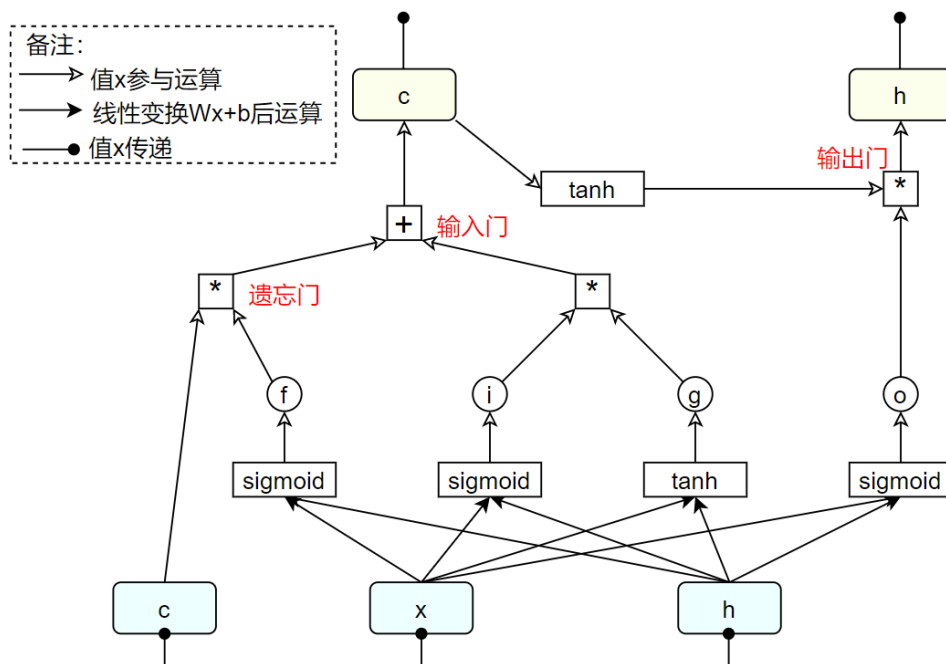 备注：
值x参与运算
线性变换Wx+b后运算
值x传递
c
h
输出门
tanh
*
+
输入门
*
遗忘门
*
f
i
g
o
sigmoid
sigmoid
tanh
sigmoid
c
x
h